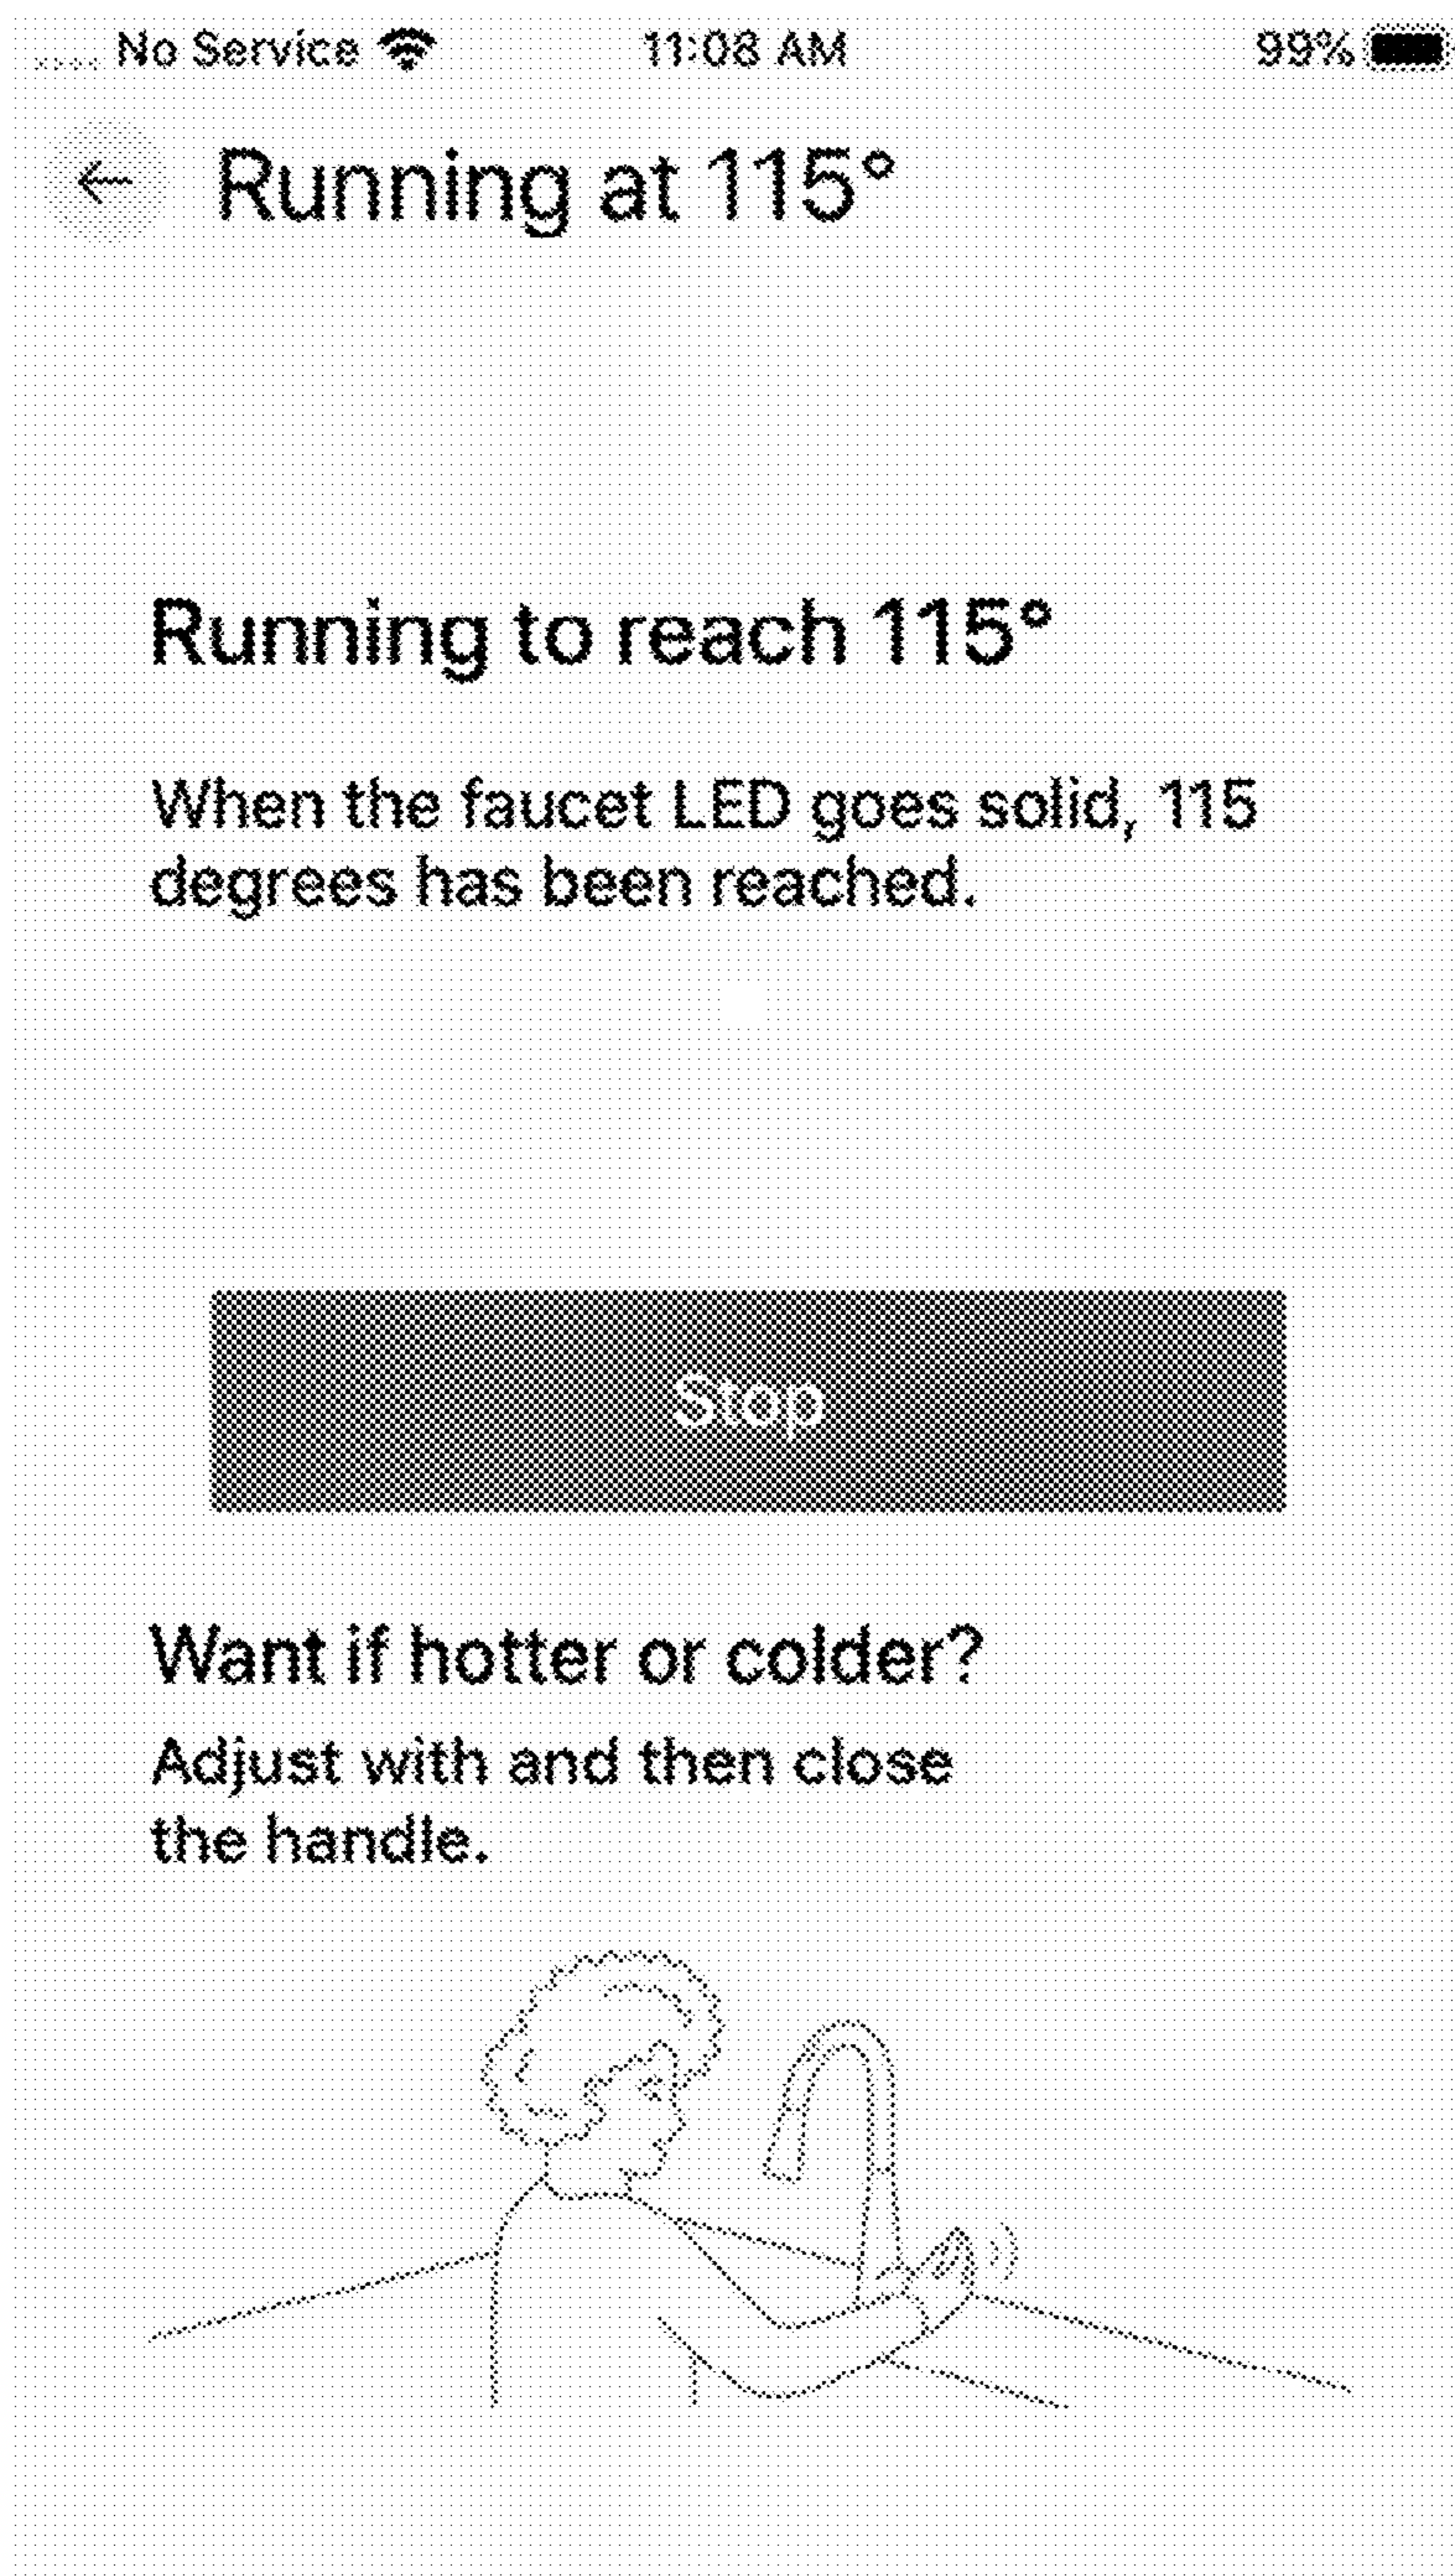 No Service 11:08 AM 99%
Running at 115°
Running to reach 115°
When the faucet LED goes solid, 115
degrees has been reached.
Stop
Want if hotter or colder?
Adjust with and then close
the handle.